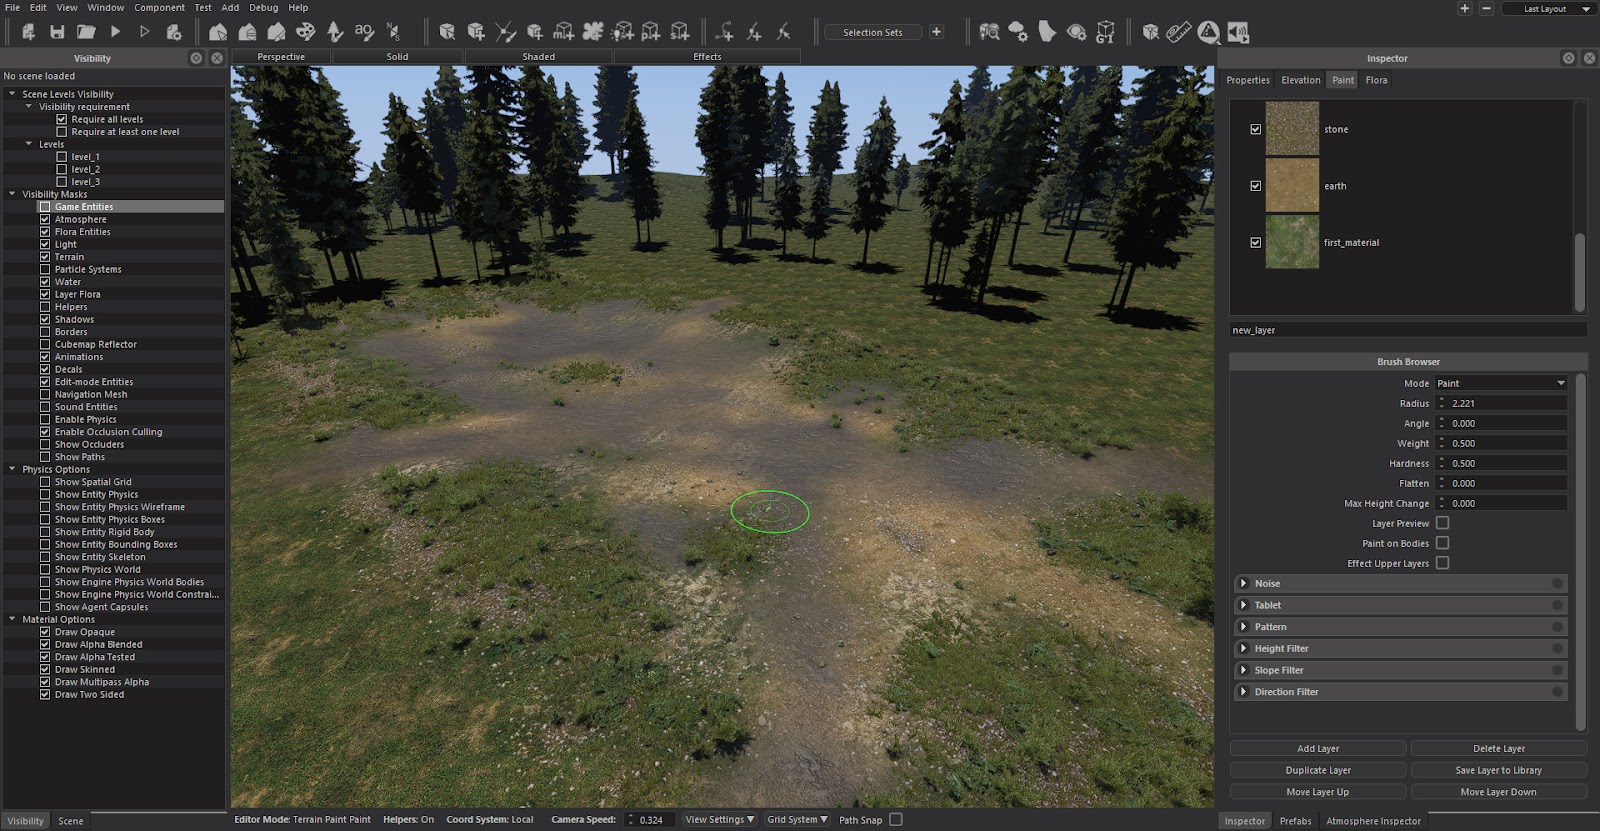 File Edit View Window Component Test Add Debug Help
Last Layout
Selection Sets
GI
Visibility
Perspective Solid Shaded Effects
Inspector
No scene loaded
Scene Levels Visibility
Visibility requirement
Require all levels
Require at least one level
Levels
level_1
level_2
level_3
Visibility Masks
Game Entities
Atmosphere
Flora Entities
Light
Terrain
Particle Systems
Water
Layer Flora
Helpers
Shadows
Borders
Cubemap Reflector
Animations
Decals
Edit-mode Entities
Navigation Mesh
Sound Entities
Enable Physics
Enable Occlusion Culling
Show Occluders
Show Paths
Physics Options
Show Spatial Grid
Show Entity Physics
Show Entity Physics Wireframe
Show Entity Physics Boxes
Show Entity Rigid Body
Show Entity Bounding Boxes
Show Entity Skeleton
Show Physics World
Show Engine Physics World Bodies
Show Engine Physics World Constrai...
Show Agent Capsules
Material Options
Draw Opaque
Draw Alpha Blended
Draw Alpha Tested
Draw Skinned
Draw Multipass Alpha
Draw Two Sided
Visibility Scene
Editor Mode: Terrain Paint Paint Helpers: On Coord System: Local Camera Speed: 0.324 View Settings Grid System Path Snap
Properties Elevation Paint Flora
stone
earth
first_material
new_layer
Brush Browser
Mode Paint
Radius 2.221
Angle 0.000
Weight 0.500
Hardness 0.500
Flatten 0.000
Max Height Change 0.000
Layer Preview
Paint on Bodies
Effect Upper Layers
Noise
Tablet
Pattern
Height Filter
Slope Filter
Direction Filter
Add Layer Delete Layer
Duplicate Layer Save Layer to Library
Move Layer Up Move Layer Down
Inspector Prefabs Atmosphere Inspector